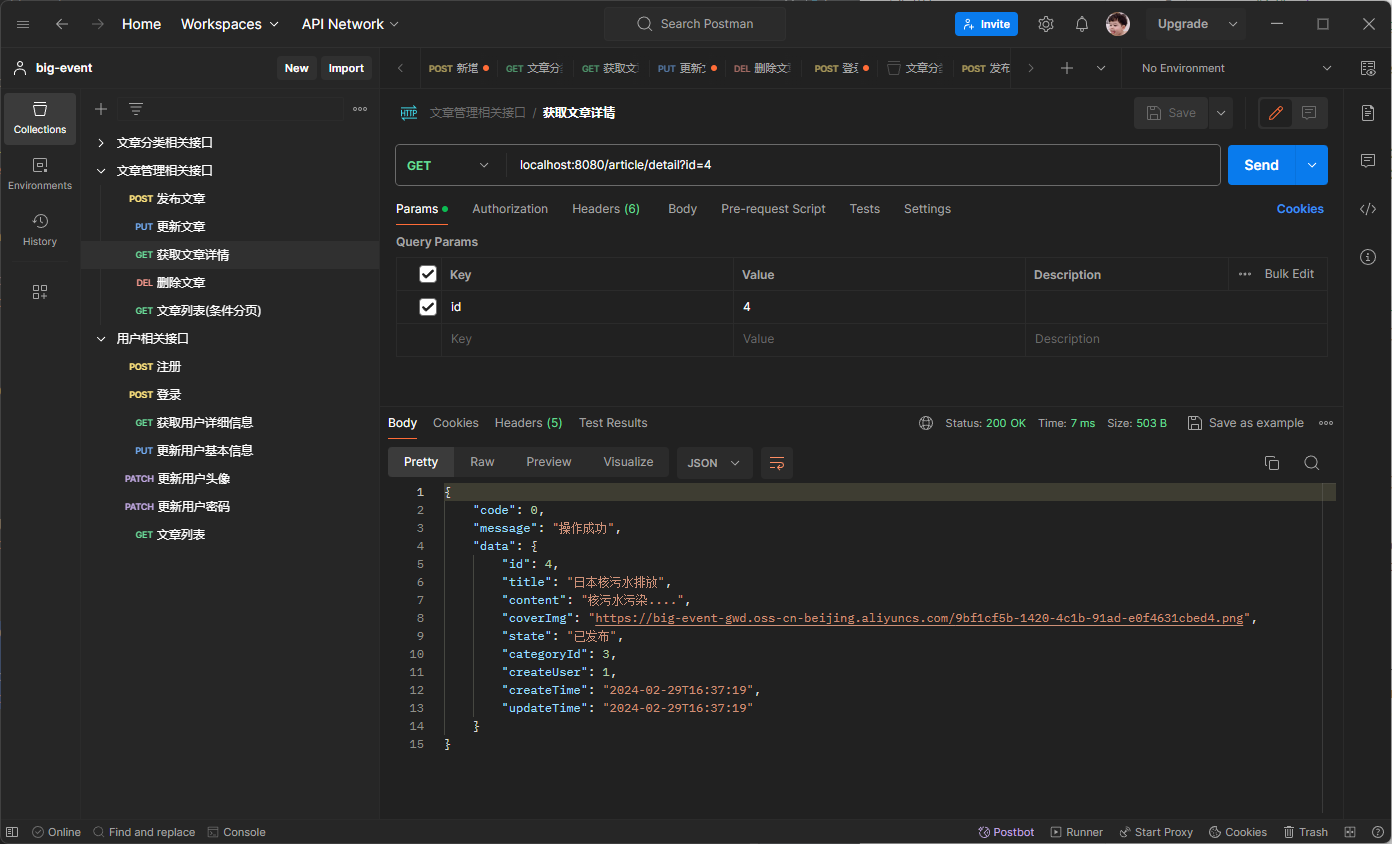 Home Workspaces API Network Search Postman Invite Upgrade
big-event New Import
POST 新增 GET 文章分 GET 获取文 PUT 更新 DEL 删除文 POST 登 文章分 POST 发布 No Environment
Collections
Environments
History
文章分类相关接口
文章管理相关接口
POST 发布文章
PUT 更新文章
GET 获取文章详情
DEL 删除文章
GET 文章列表(条件分页)
用户相关接口
POST 注册
POST 登录
GET 获取用户详细信息
PUT 更新用户基本信息
PATCH 更新用户头像
PATCH 更新用户密码
GET 文章列表
HTTP 文章管理相关接口 / 获取文章详情 Save
GET localhost:8080/article/detail?id=4 Send
Params Authorization Headers (6) Body Pre-request Script Tests Settings Cookies
Query Params
Key Value Description Bulk Edit
id 4
Key Value Description
Body Cookies Headers (5) Test Results Status: 200 OK Time: 7 ms Size: 503 B Save as example
Pretty Raw Preview Visualize JSON
1 {
2 "code": 0,
3 "message": "操作成功",
4 "data": {
5 "id": 4,
6 "title": "日本核污水排放",
7 "content": "核污水污染....",
8 "coverImg": "https://big-event-gwd.oss-cn-beijing.aliyuncs.com/9bf1cf5b-1420-4c1b-91ad-e0f4631cbed4.png",
9 "state": "已发布",
10 "categoryId": 3,
11 "createUser": 1,
12 "createTime": "2024-02-29T16:37:19",
13 "updateTime": "2024-02-29T16:37:19"
14 }
15 }
Online Find and replace Console Postbot Runner Start Proxy Cookies Trash